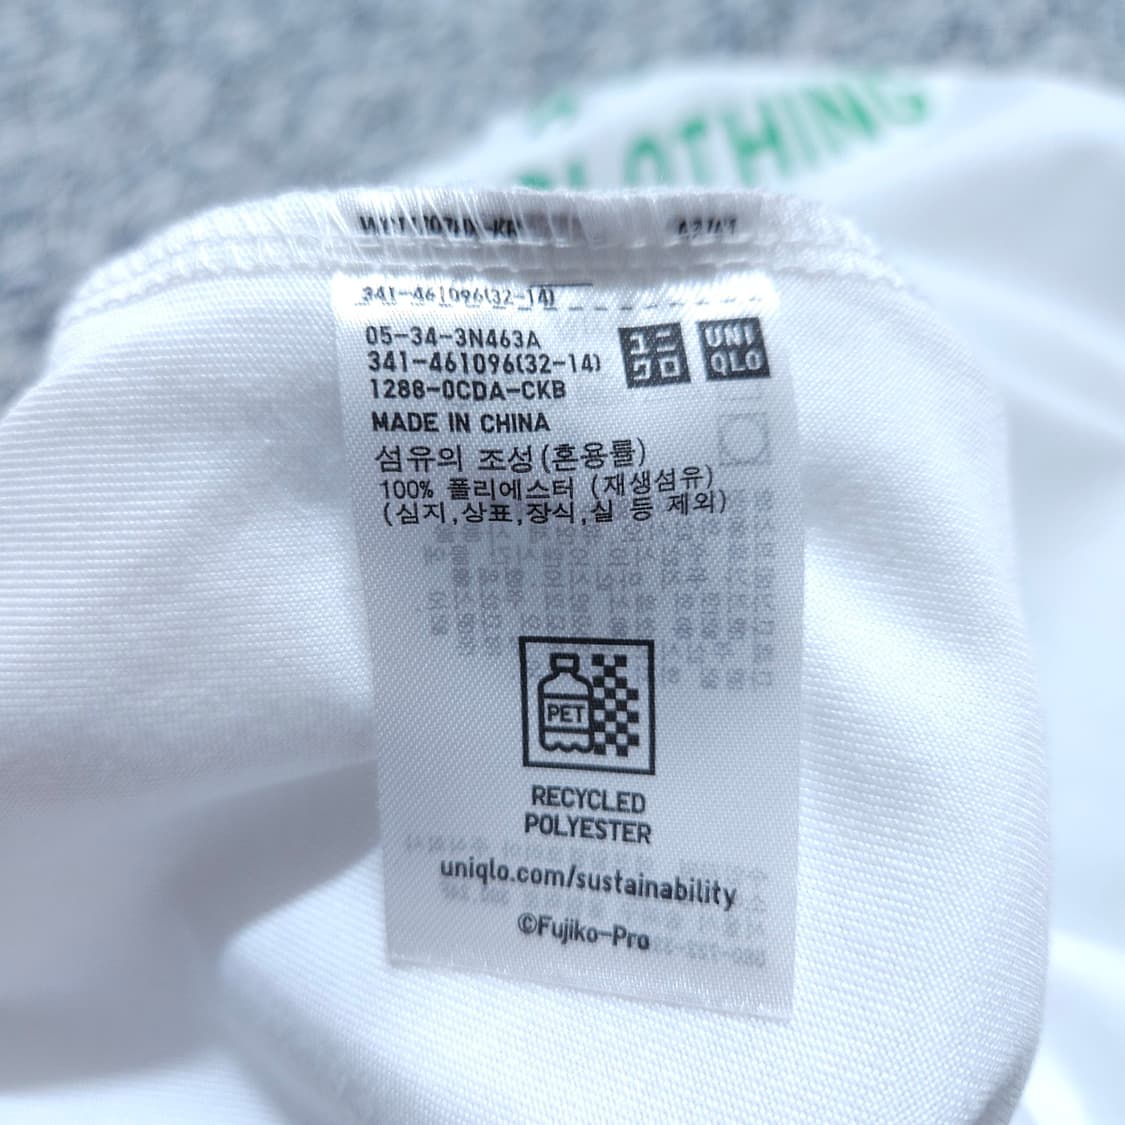 CLOTHING
341-461096(32-14)
05-34-3N463A
341-461096(32-14)
1288-0CDA-CKB
ユニ
クロ
UNI
QLO
MADE IN CHINA
섬유의 조성(혼용률)
100% 폴리에스터 (재생섬유)
(심지,상표,장식,실 등 제외)
PET
RECYCLED
POLYESTER
uniqlo.com/sustainability
©Fujiko-Pro